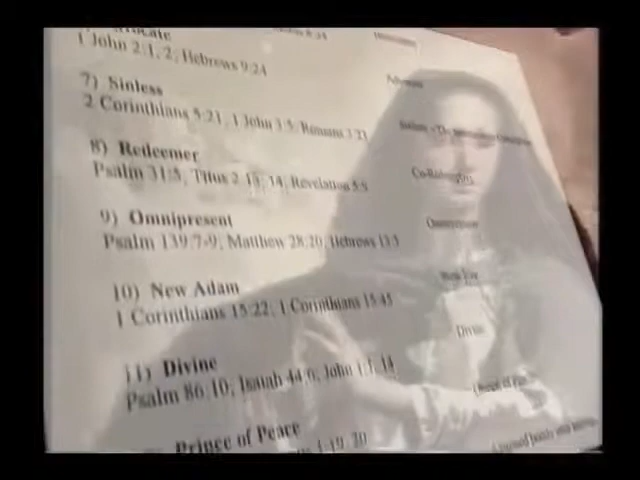 1 John 2:1, 2; Hebrews 9:24
7) Sinless
2 Corinthians 5:21, 1 John 3:5, Romans 3:23
8) Redeemer Co-Redemptrix
Psalm 31:5, Titus 2:13, 14, Revelation 5:9
9) Omnipresent Omnipresent
Psalm 139:7-9, Matthew 28:20, Hebrews 13:5
10) New Adam New Eve
1 Corinthians 15:22, 1 Corinthians 15:45
11) Divine Divine
Psalm 86:10, Isaiah 44:6, John 1:1, 14
Prince of Peace